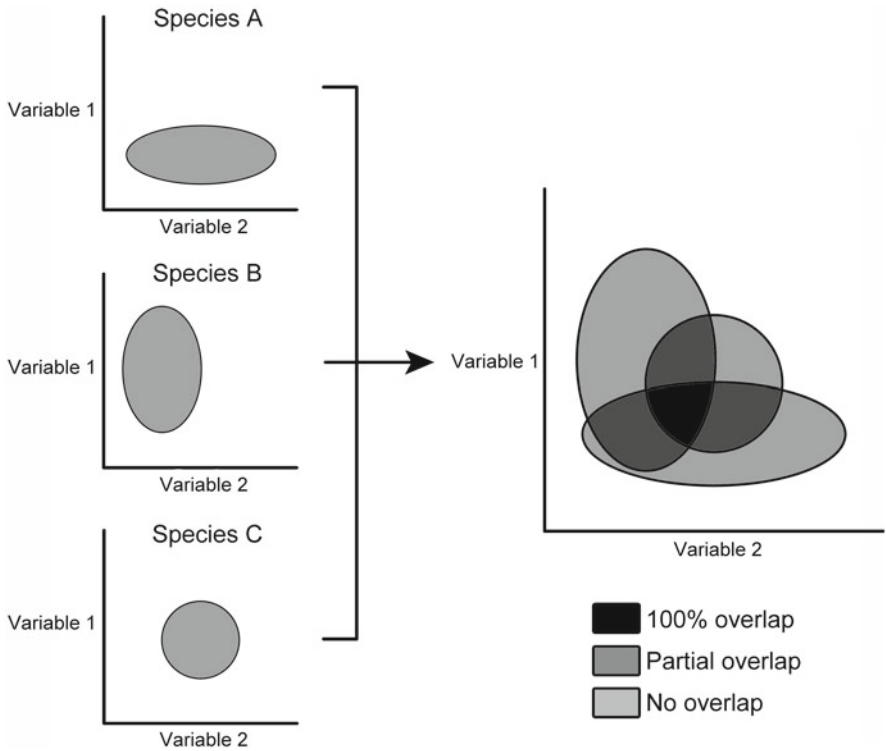 Species A
Variable 1
Variable 2
Species B
Variable 1
Variable 2
Species C
Variable 1
Variable 2
Variable 1
Variable 2
100% overlap
Partial overlap
No overlap